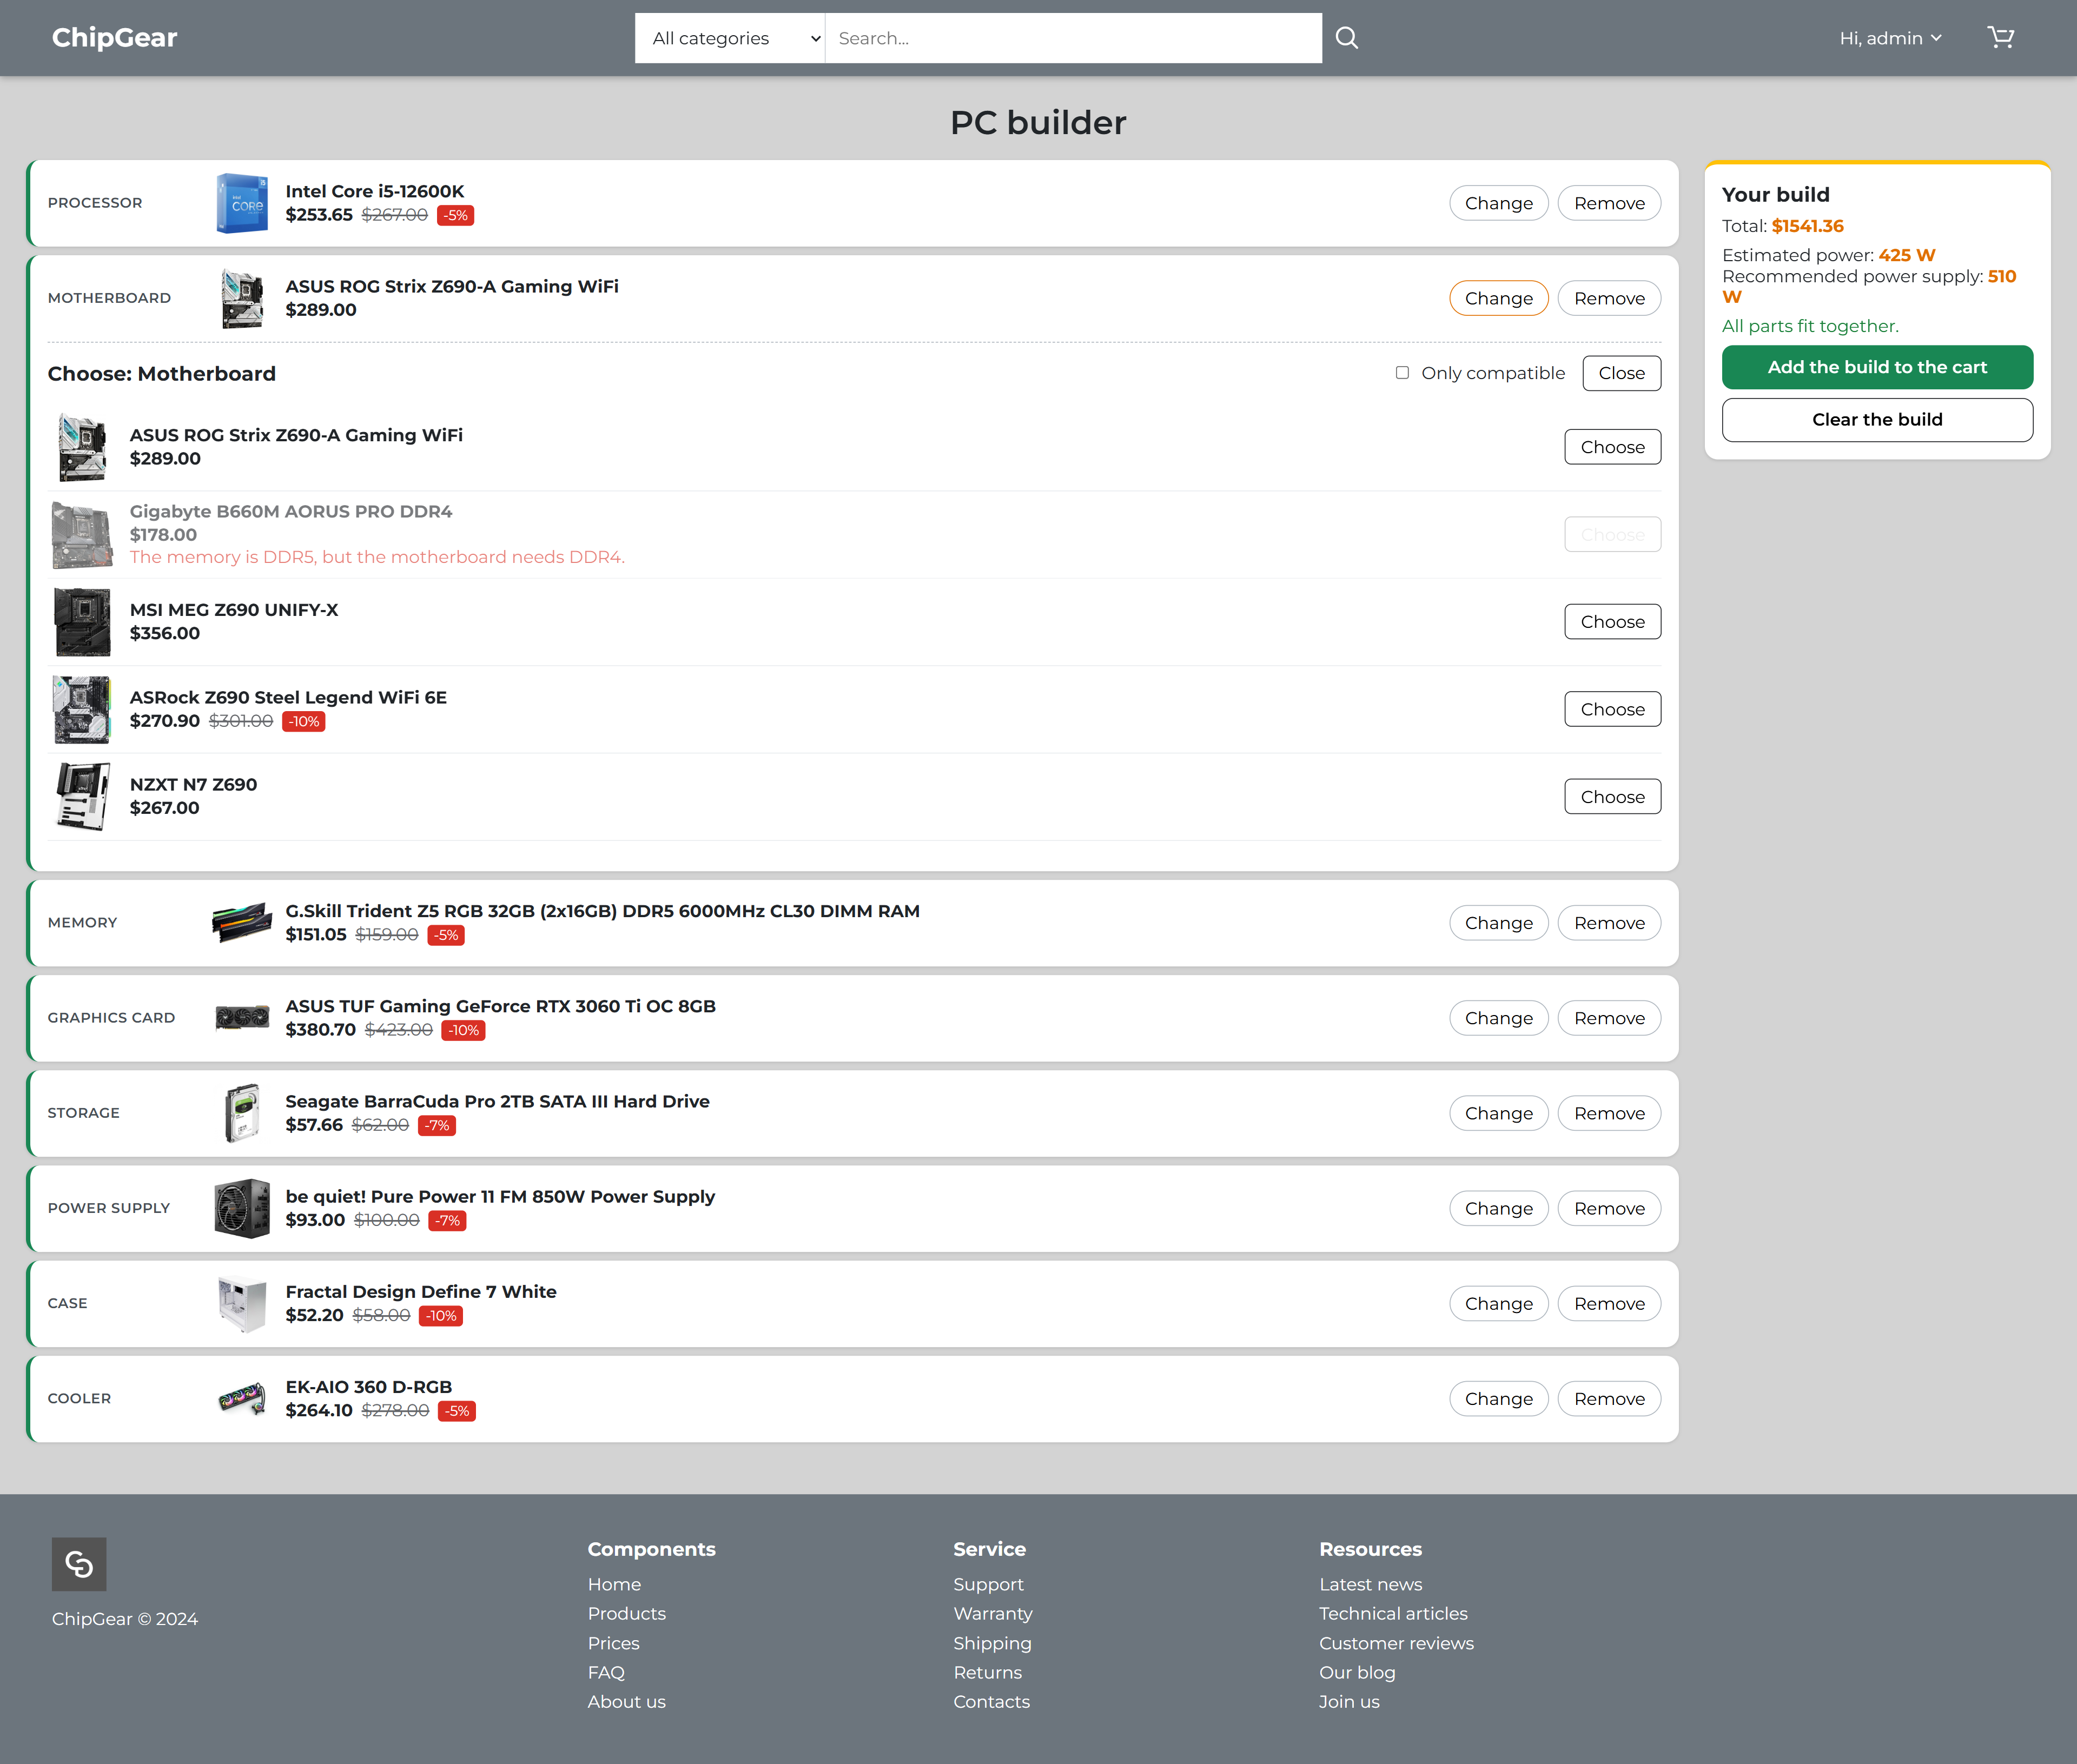 ChipGear
All categories
Search...
Hi, admin
PC builder
PROCESSOR
Intel Core i5-12600K
$253.65 $267.00 -5%
Change
Remove
MOTHERBOARD
ASUS ROG Strix Z690-A Gaming WiFi
$289.00
Change
Remove
Choose: Motherboard
Only compatible
Close
ASUS ROG Strix Z690-A Gaming WiFi
$289.00
Choose
Gigabyte B660M AORUS PRO DDR4
$178.00
The memory is DDR5, but the motherboard needs DDR4.
Choose
MSI MEG Z690 UNIFY-X
$356.00
Choose
ASRock Z690 Steel Legend WiFi 6E
$270.90 $301.00 -10%
Choose
NZXT N7 Z690
$267.00
Choose
MEMORY
G.Skill Trident Z5 RGB 32GB (2x16GB) DDR5 6000MHz CL30 DIMM RAM
$151.05 $159.00 -5%
Change
Remove
GRAPHICS CARD
ASUS TUF Gaming GeForce RTX 3060 Ti OC 8GB
$380.70 $423.00 -10%
Change
Remove
STORAGE
Seagate BarraCuda Pro 2TB SATA III Hard Drive
$57.66 $62.00 -7%
Change
Remove
POWER SUPPLY
be quiet! Pure Power 11 FM 850W Power Supply
$93.00 $100.00 -7%
Change
Remove
CASE
Fractal Design Define 7 White
$52.20 $58.00 -10%
Change
Remove
COOLER
EK-AIO 360 D-RGB
$264.10 $278.00 -5%
Change
Remove
Your build
Total: $1541.36
Estimated power: 425 W
Recommended power supply: 510
W
All parts fit together.
Add the build to the cart
Clear the build
ChipGear © 2024
Components
Home
Products
Prices
FAQ
About us
Service
Support
Warranty
Shipping
Returns
Contacts
Resources
Latest news
Technical articles
Customer reviews
Our blog
Join us